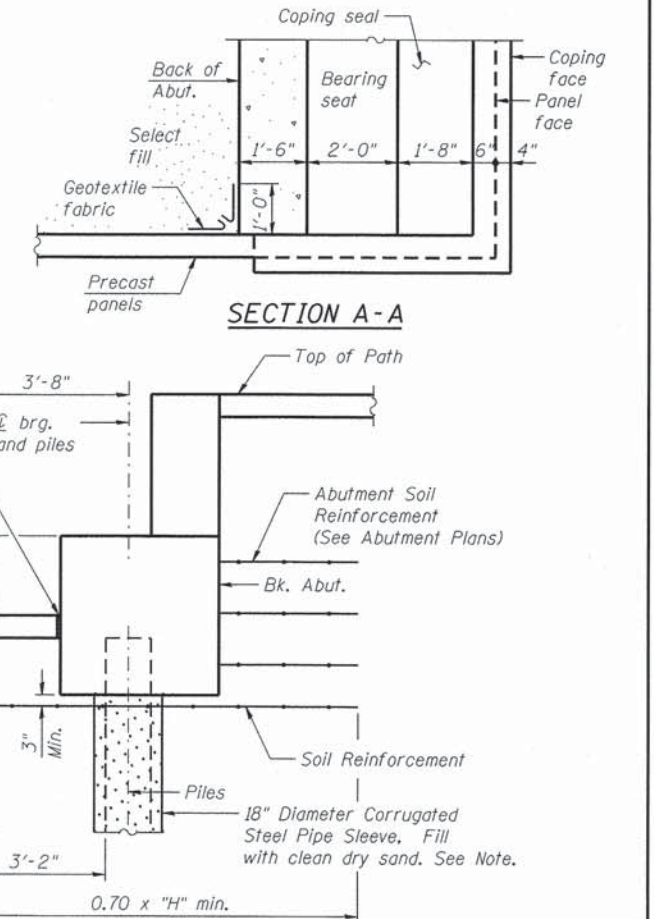 Coping seal
Back of
Abut.
Bearing
seat
Coping
face
Panel
face
Select
fill
1'-6"
2'-0"
1'-8"
6"
4"
Geotextile
fabric
1'-0"
Precast
panels
SECTION A-A
Top of Path
3'-8"
℄ brg.
and piles
Abutment Soil
Reinforcement
(See Abutment Plans)
Bk. Abut.
3"
Min.
Soil Reinforcement
Piles
18" Diameter Corrugated
Steel Pipe Sleeve. Fill
with clean dry sand. See Note.
3'-2"
0.70 x "H" min.